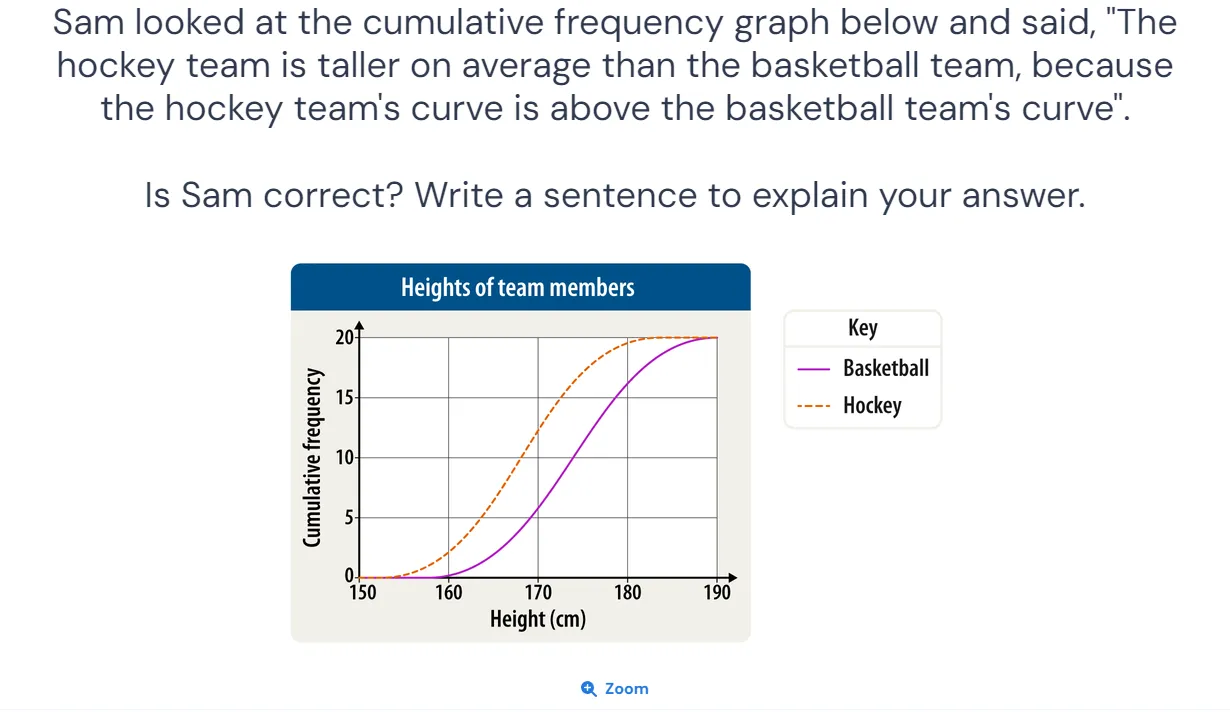 Sam looked at the cumulative frequency graph below and said, "The
hockey team is taller on average than the basketball team, because
the hockey team's curve is above the basketball team's curve".
Is Sam correct? Write a sentence to explain your answer.
Heights of team members
Cumulative frequency
20
15
10
5
0
150 160 170 180 190
Height (cm)
Key
Basketball
Hockey
Zoom